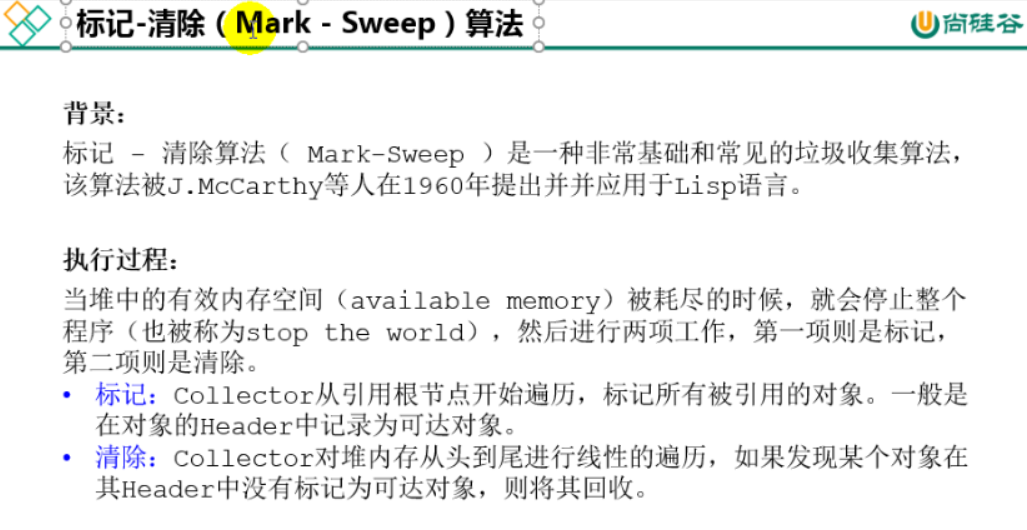 标记-清除（Mark - Sweep）算法
尚硅谷
背景：
标记 - 清除算法（ Mark-Sweep ）是一种非常基础和常见的垃圾收集算法，
该算法被J.McCarthy等人在1960年提出并并应用于Lisp语言。
执行过程：
当堆中的有效内存空间（available memory）被耗尽的时候，就会停止整个
程序（也被称为stop the world），然后进行两项工作，第一项则是标记，
第二项则是清除。
• 标记：Collector从引用根节点开始遍历，标记所有被引用的对象。一般是
在对象的Header中记录为可达对象。
• 清除：Collector对堆内存从头到尾进行线性的遍历，如果发现某个对象在
其Header中没有标记为可达对象，则将其回收。